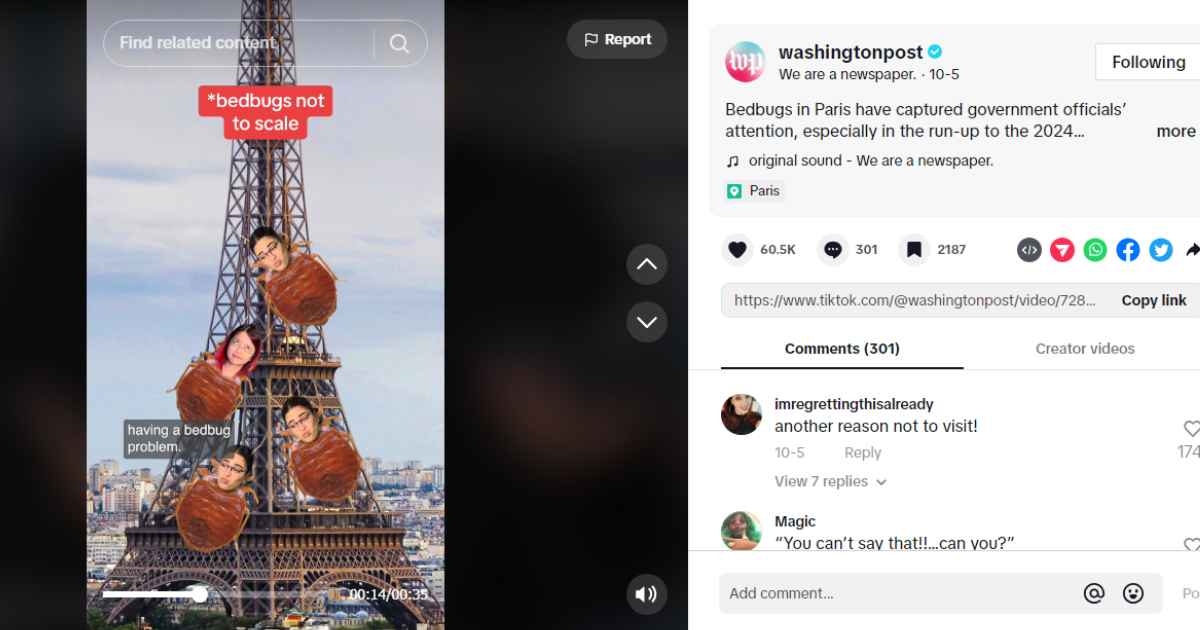 Find related content
Report
*bedbugs not
to scale
having a bedbug
problem.
00:14/00:35
wp
washingtonpost
We are a newspaper. · 10-5
Following
Bedbugs in Paris have captured government officials’
attention, especially in the run-up to the 2024...
more
original sound - We are a newspaper.
Paris
60.5K
301
2187
https://www.tiktok.com/@washingtonpost/video/728...
Copy link
Comments (301)
Creator videos
imregrettingthisalready
another reason not to visit!
10-5
Reply
174
View 7 replies
Magic
“You can’t say that!!...can you?”
Add comment...
Po